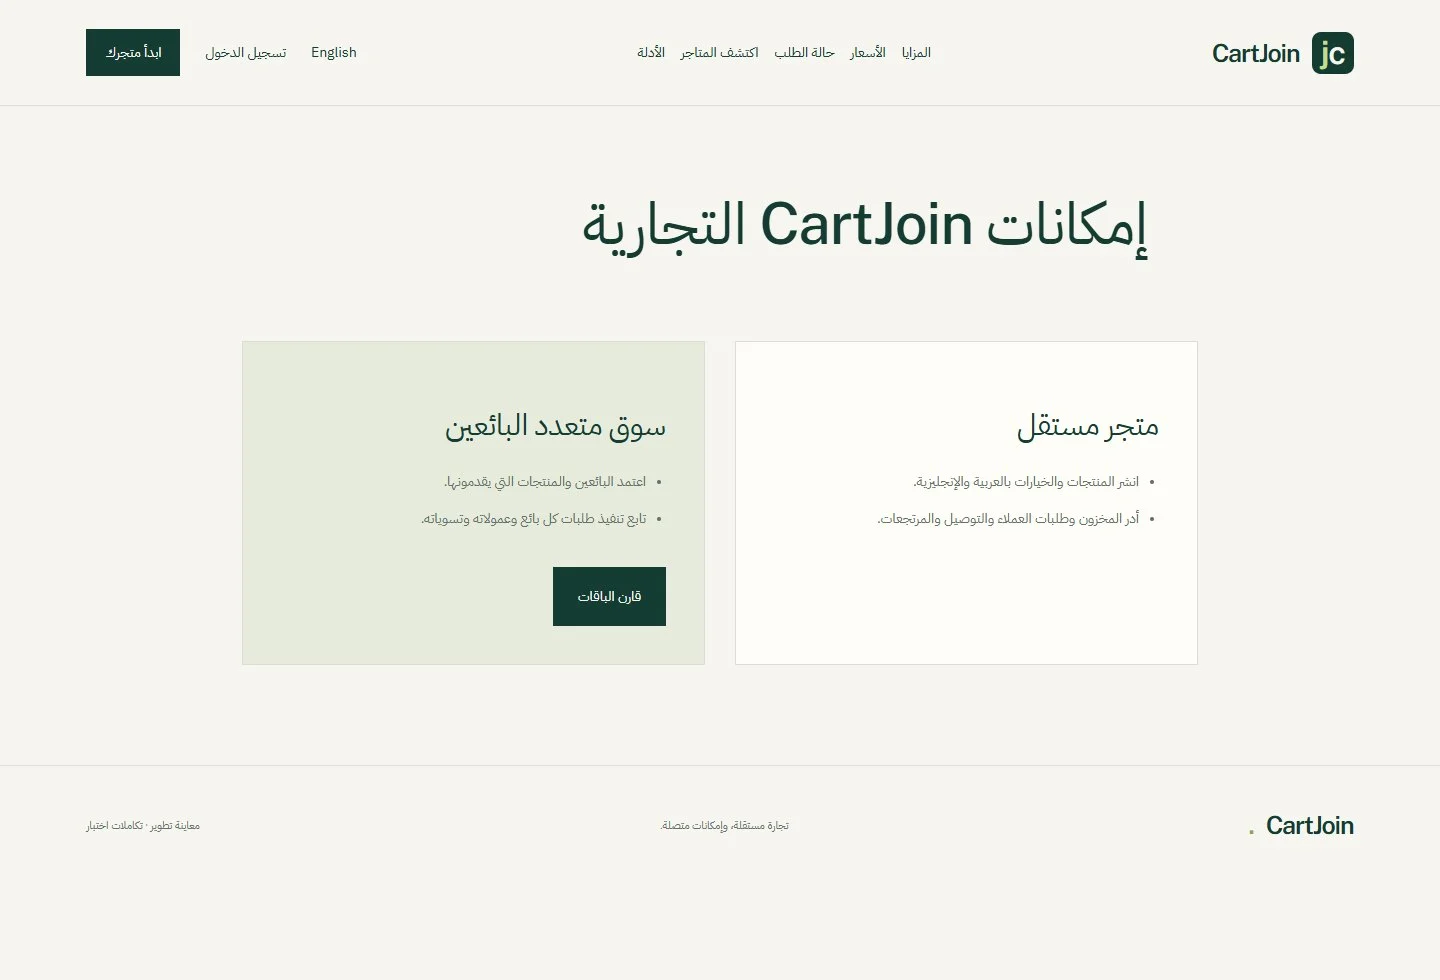 jc CartJoin
المزايا الأسعار حالة الطلب اكتشف المتاجر الأدلة
English تسجيل الدخول ابدأ متجرك
إمكانات CartJoin التجارية
متجر مستقل
• انشر المنتجات والخيارات بالعربية والإنجليزية.
• أدر المخزون وطلبات العملاء والتوصيل والمرتجعات.
سوق متعدد البائعين
• اعتمد البائعين والمنتجات التي يقدمونها.
• تابع تنفيذ طلبات كل بائع وعمولاته وتسوياته.
قارن الباقات
CartJoin .
تجارة مستقلة، وإمكانات متصلة.
معاينة تطوير · تكاملات اختبار